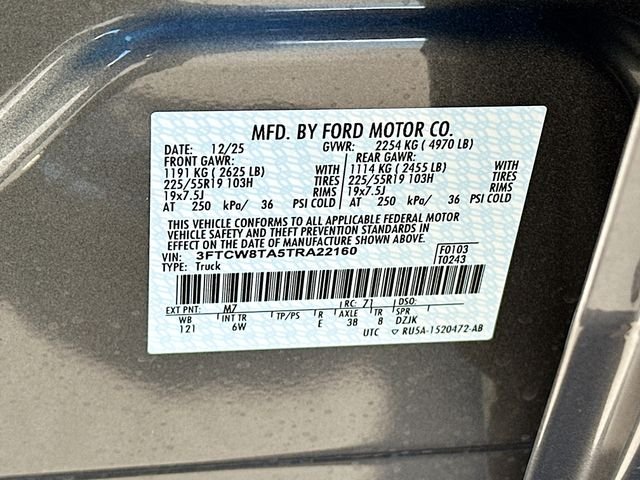 MFD. BY FORD MOTOR CO.
DATE: 12/25 GVWR: 2254 KG ( 4970 LB)
FRONT GAWR: REAR GAWR:
1191 KG ( 2625 LB) WITH 1114 KG ( 2455 LB) WITH
225/55R19 103H TIRES 225/55R19 103H TIRES
19x7.5J RIMS 19x7.5J RIMS
AT 250 kPa/ 36 PSI COLD AT 250 kPa/ 36 PSI COLD
THIS VEHICLE CONFORMS TO ALL APPLICABLE FEDERAL MOTOR
VEHICLE SAFETY AND THEFT PREVENTION STANDARDS IN
EFFECT ON THE DATE OF MANUFACTURE SHOWN ABOVE.
VIN: 3FTCW8TA5TRA22160 F0103
TYPE: Truck T0243
EXT PNT: M7 RC: 71 DSO:
WB INT TR TP/PS R AXLE TR SPR
121 6W E 38 8 DZJK
UTC ▽ RU5A-1520472-AB